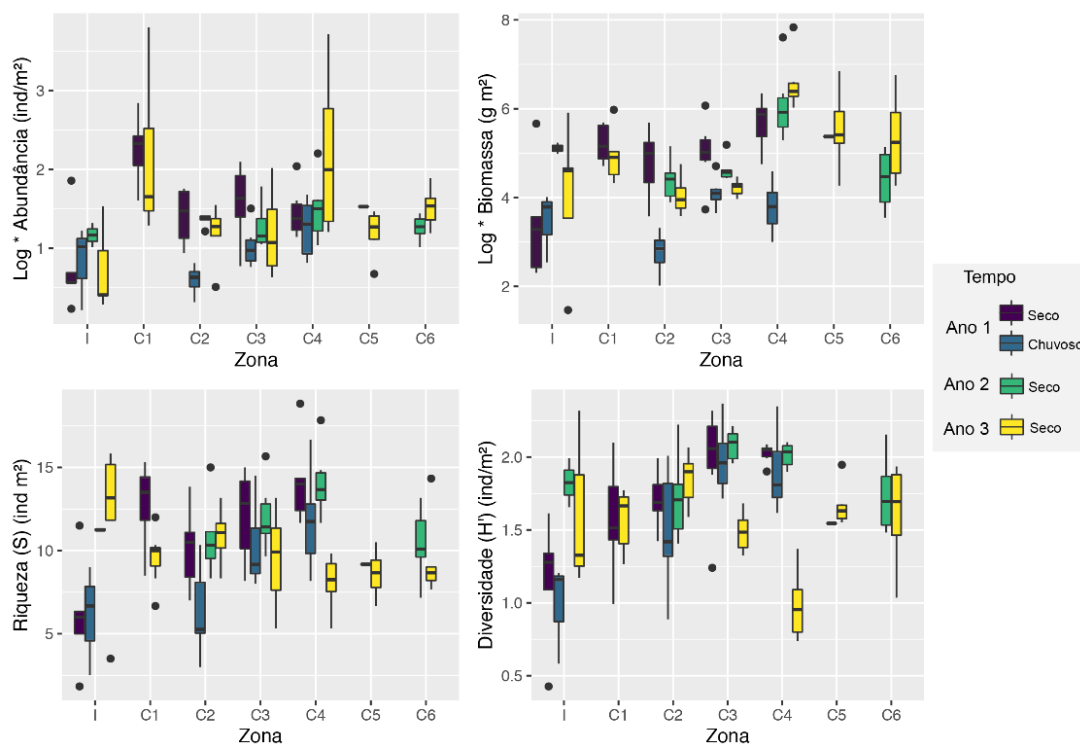 Log * Abundância (ind/m²)
3
2
1
I C1 C2 C3 C4 C5 C6
Zona
Log * Biomassa (g m²)
8
6
4
2
I C1 C2 C3 C4 C5 C6
Zona
Riqueza (S) (ind m²)
15
10
5
I C1 C2 C3 C4 C5 C6
Zona
Diversidade (H') (ind/m²)
2.0
1.5
1.0
0.5
I C1 C2 C3 C4 C5 C6
Zona
Tempo
Ano 1
Seco
Chuvoso
Ano 2 Seco
Ano 3 Seco